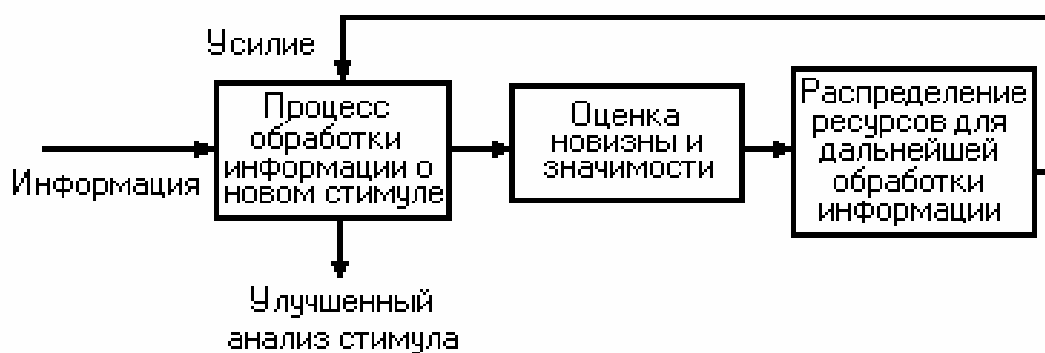 Усилие
Информация
Процесс
обработки
информации о
новом стимуле
Оценка
новизны и
значимости
Распределение
ресурсов для
дальнейшей
обработки
информации
Улучшенный
анализ стимула